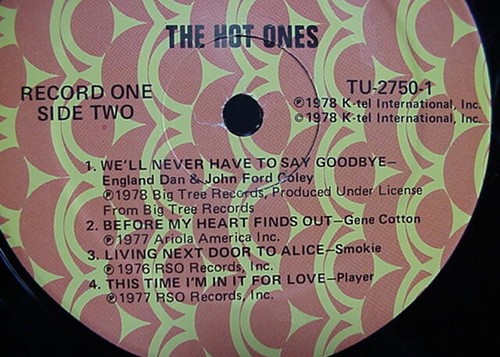 THE HOT ONES
RECORD ONE
SIDE TWO
TU-2750-1
℗1978 K-tel International, Inc.
©1978 K-tel International, Inc.
1. WE'LL NEVER HAVE TO SAY GOODBYE–
England Dan & John Ford Coley
℗1978 Big Tree Records, Produced Under License
From Big Tree Records
2. BEFORE MY HEART FINDS OUT–Gene Cotton
℗1977 Ariola America Inc.
3. LIVING NEXT DOOR TO ALICE–Smokie
℗1976 RSO Records, Inc.
4. THIS TIME I'M IN IT FOR LOVE–Player
℗1977 RSO Records, Inc.